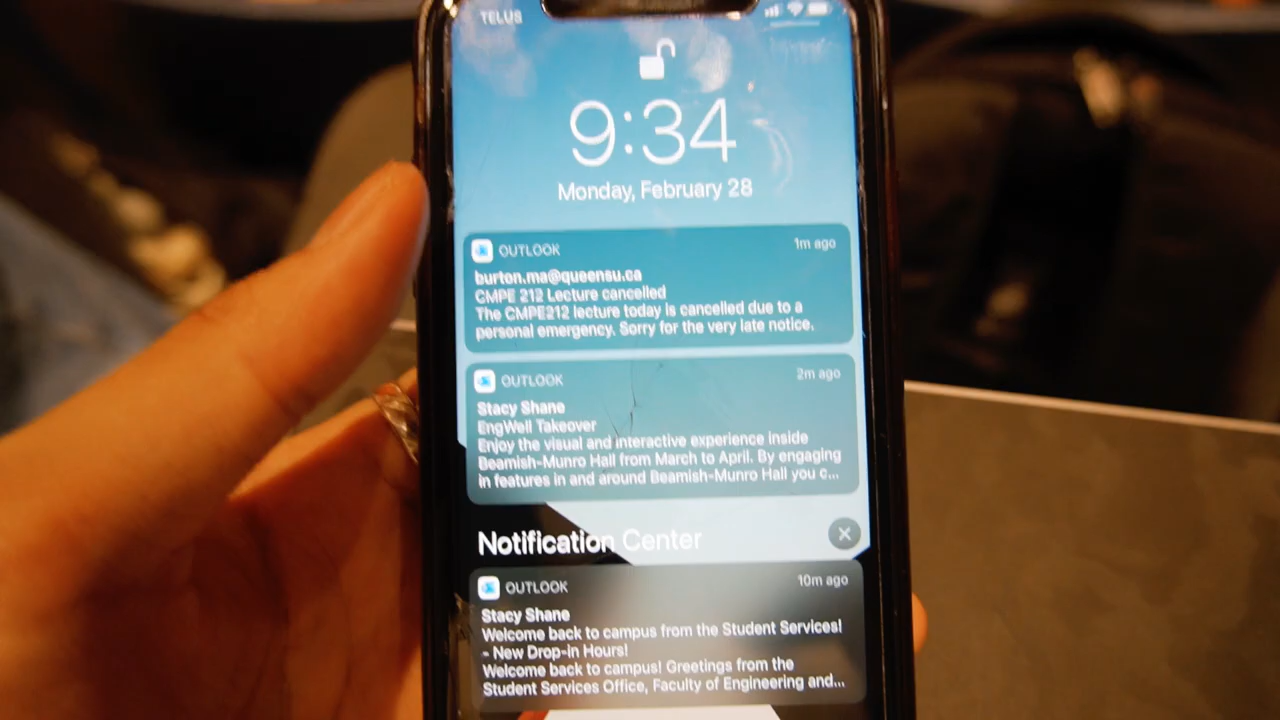 TELUS
9:34
Monday, February 28
OUTLOOK 1m ago
burton.ma@queensu.ca
CMPE 212 Lecture cancelled
The CMPE212 lecture today is cancelled due to a
personal emergency. Sorry for the very late notice.
OUTLOOK 2m ago
Stacy Shane
EngWell Takeover
Enjoy the visual and interactive experience inside
Beamish-Munro Hall from March to April. By engaging
in features in and around Beamish-Munro Hall you c...
Notification Center
OUTLOOK 10m ago
Stacy Shane
Welcome back to campus from the Student Services!
- New Drop-in Hours!
Welcome back to campus! Greetings from the
Student Services Office, Faculty of Engineering and...